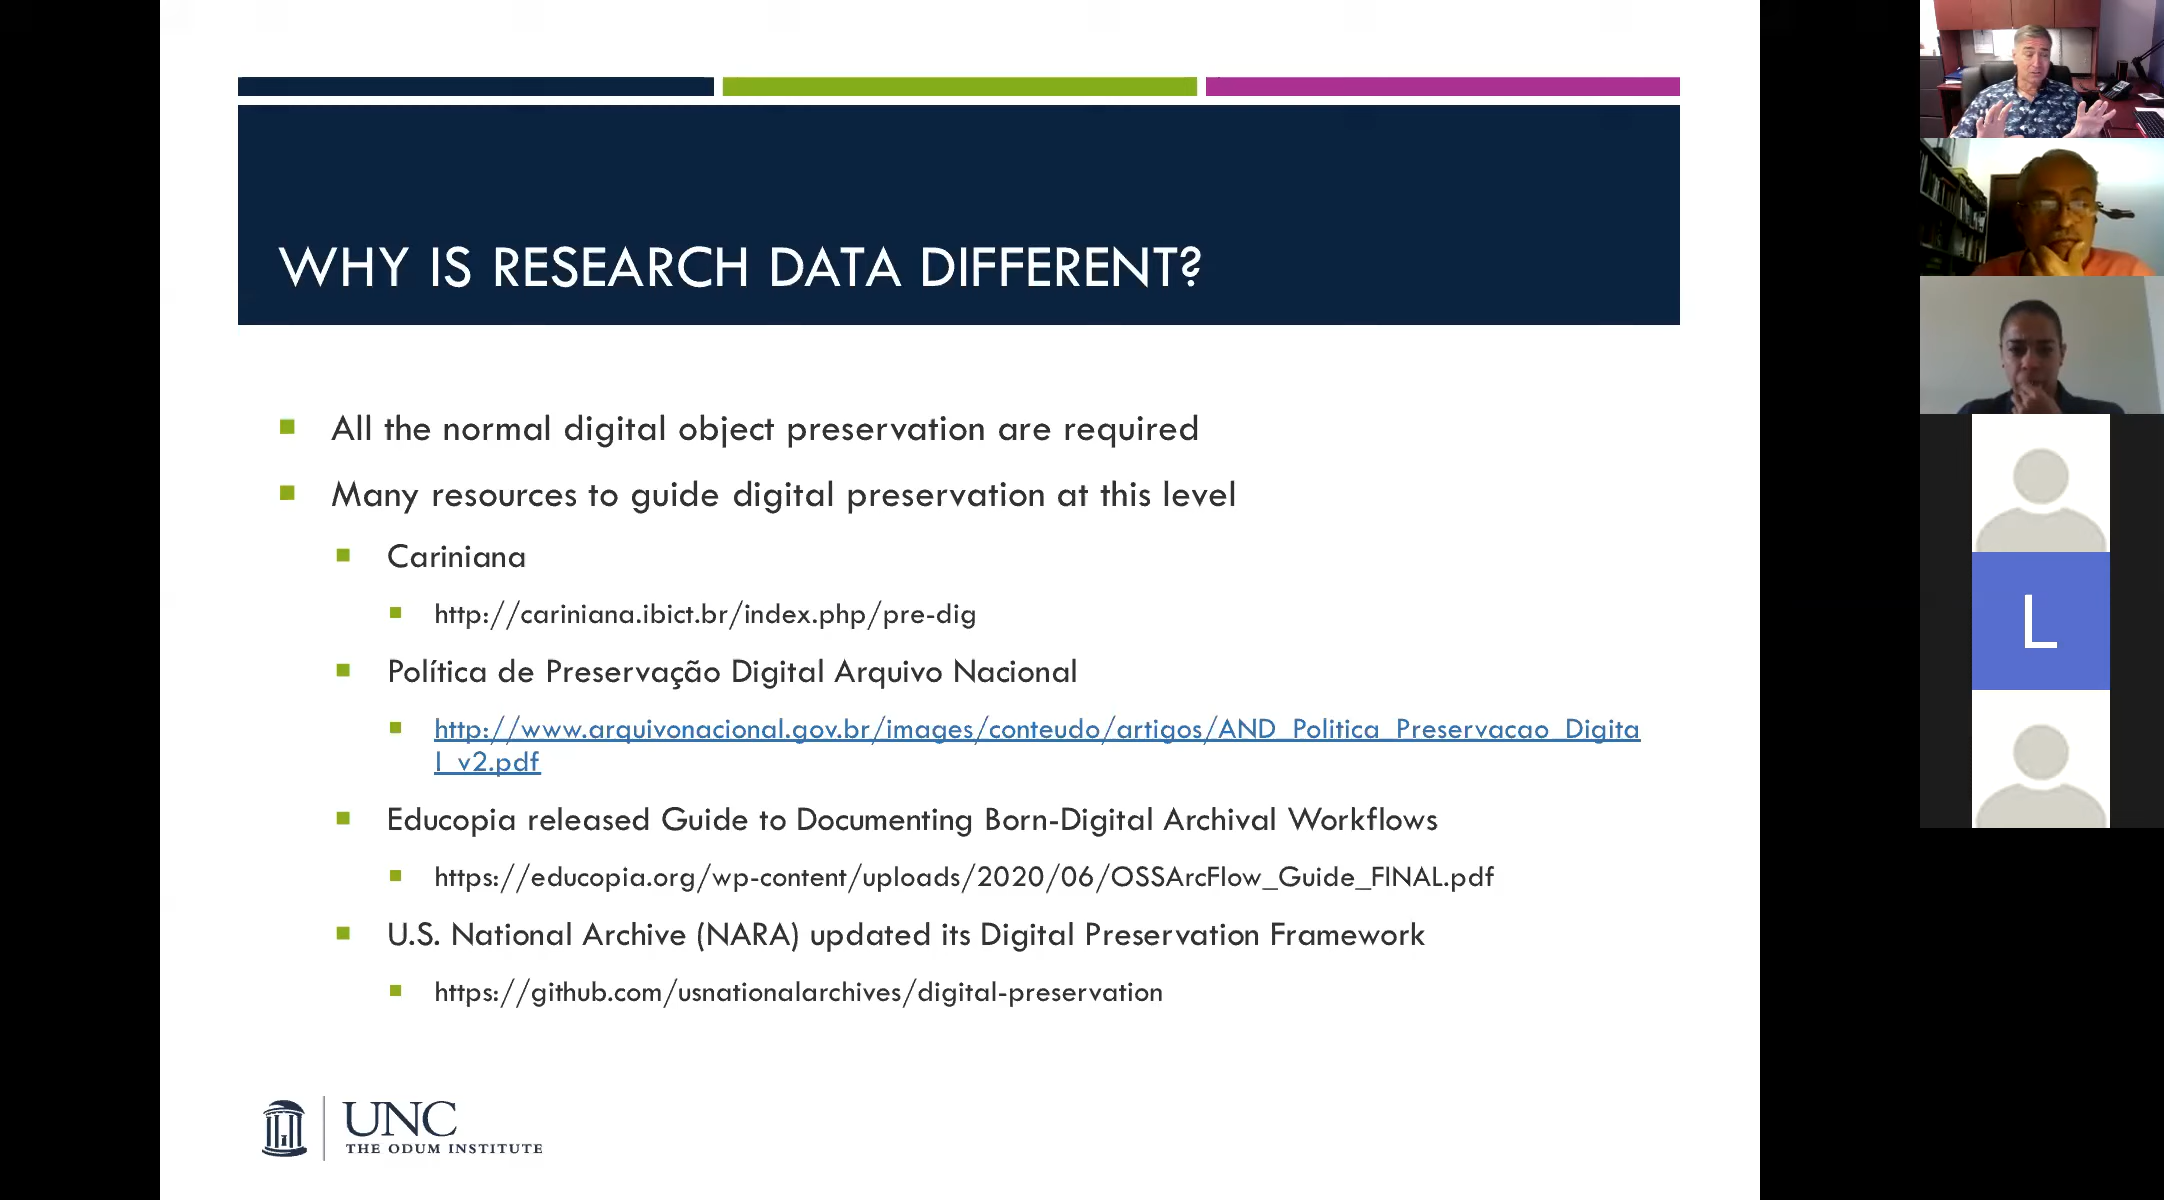 WHY IS RESEARCH DATA DIFFERENT?
All the normal digital object preservation are required
Many resources to guide digital preservation at this level
Cariniana
http://cariniana.ibict.br/index.php/pre-dig
Política de Preservação Digital Arquivo Nacional
http://www.arquivonacional.gov.br/images/conteudo/artigos/AND_Politica_Preservacao_Digita
l_v2.pdf
Educopia released Guide to Documenting Born-Digital Archival Workflows
https://educopia.org/wp-content/uploads/2020/06/OSSArcFlow_Guide_FINAL.pdf
U.S. National Archive (NARA) updated its Digital Preservation Framework
https://github.com/usnationalarchives/digital-preservation
UNC
THE ODUM INSTITUTE
L